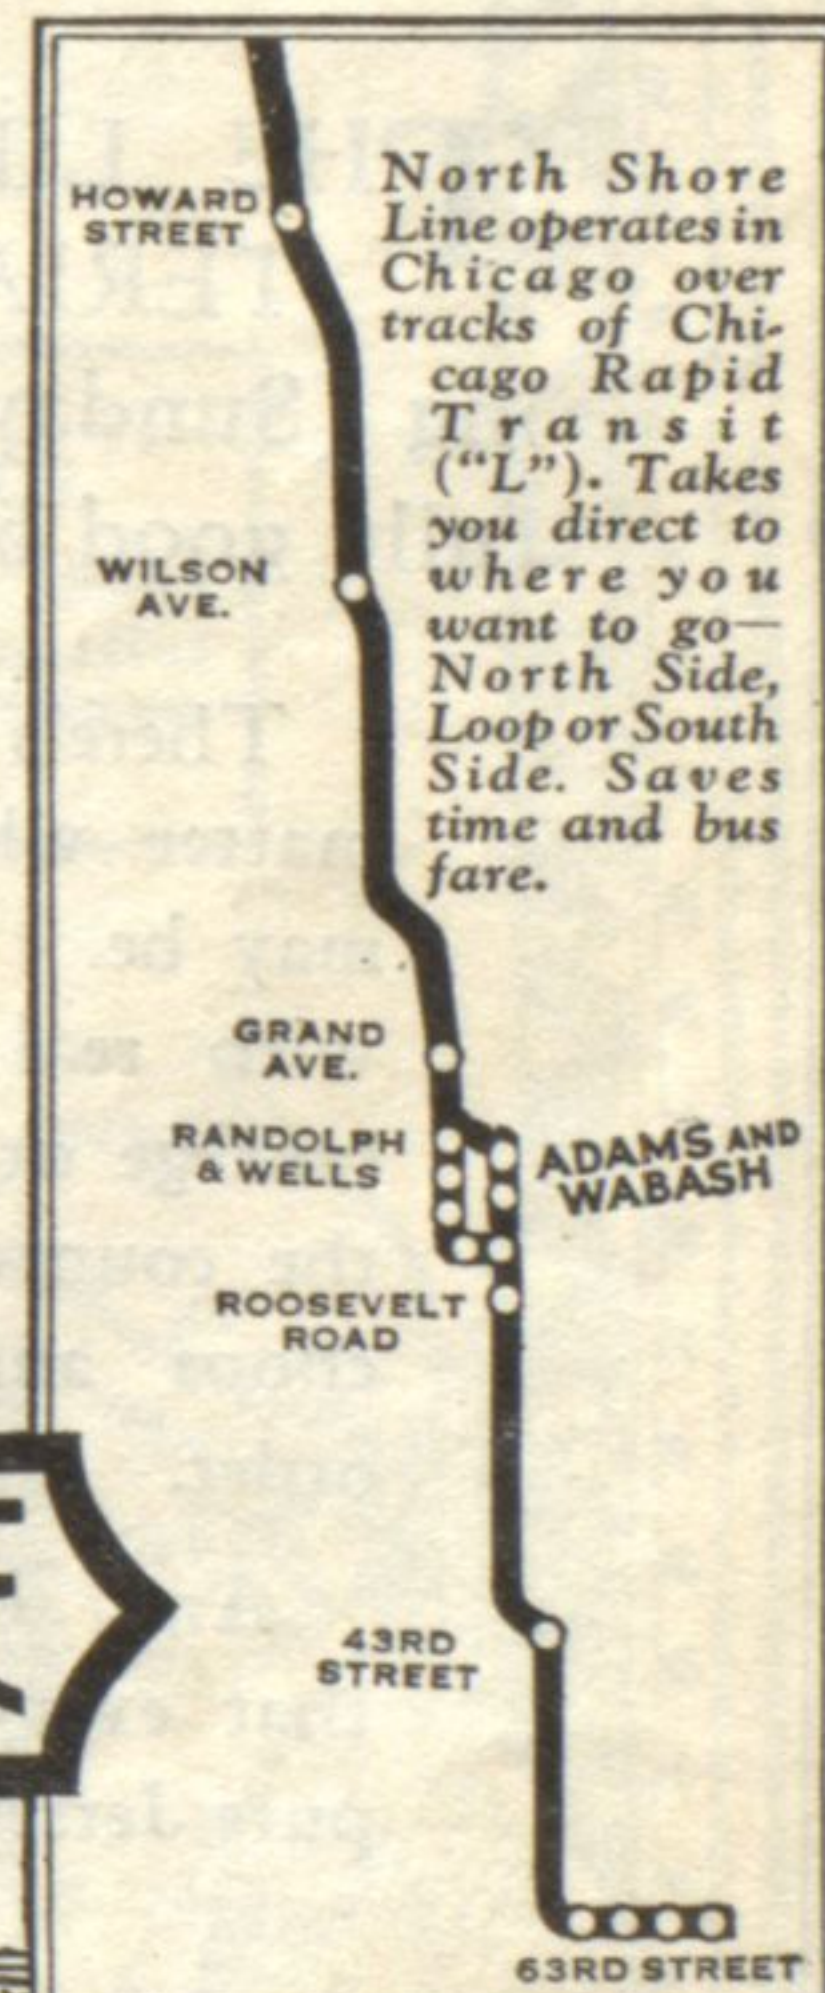 HOWARD
STREET
North Shore
Line operates in
Chicago over
tracks of Chi-
cago Rapid
Transit
("L"). Takes
you direct to
where you
want to go—
North Side,
Loop or South
Side. Saves
time and bus
fare.
WILSON
AVE.
GRAND
AVE.
RANDOLPH
& WELLS
ADAMS AND
WABASH
ROOSEVELT
ROAD
43RD
STREET
63RD STREET